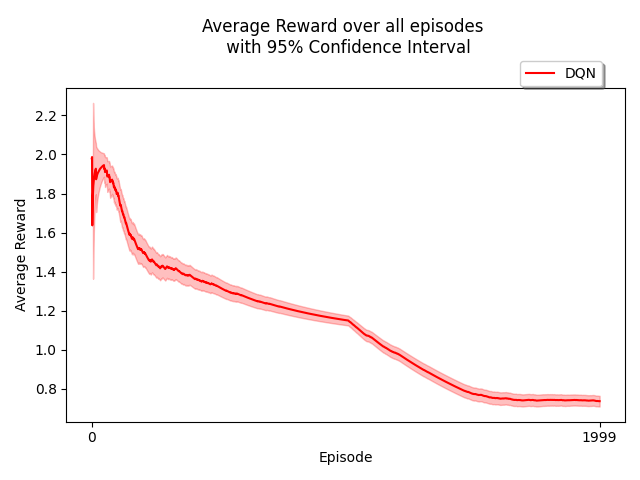 Average Reward over all episodes
with 95% Confidence Interval
DQN
2.2
2.0
1.8
1.6
1.4
1.2
1.0
0.8
Average Reward
0
1999
Episode